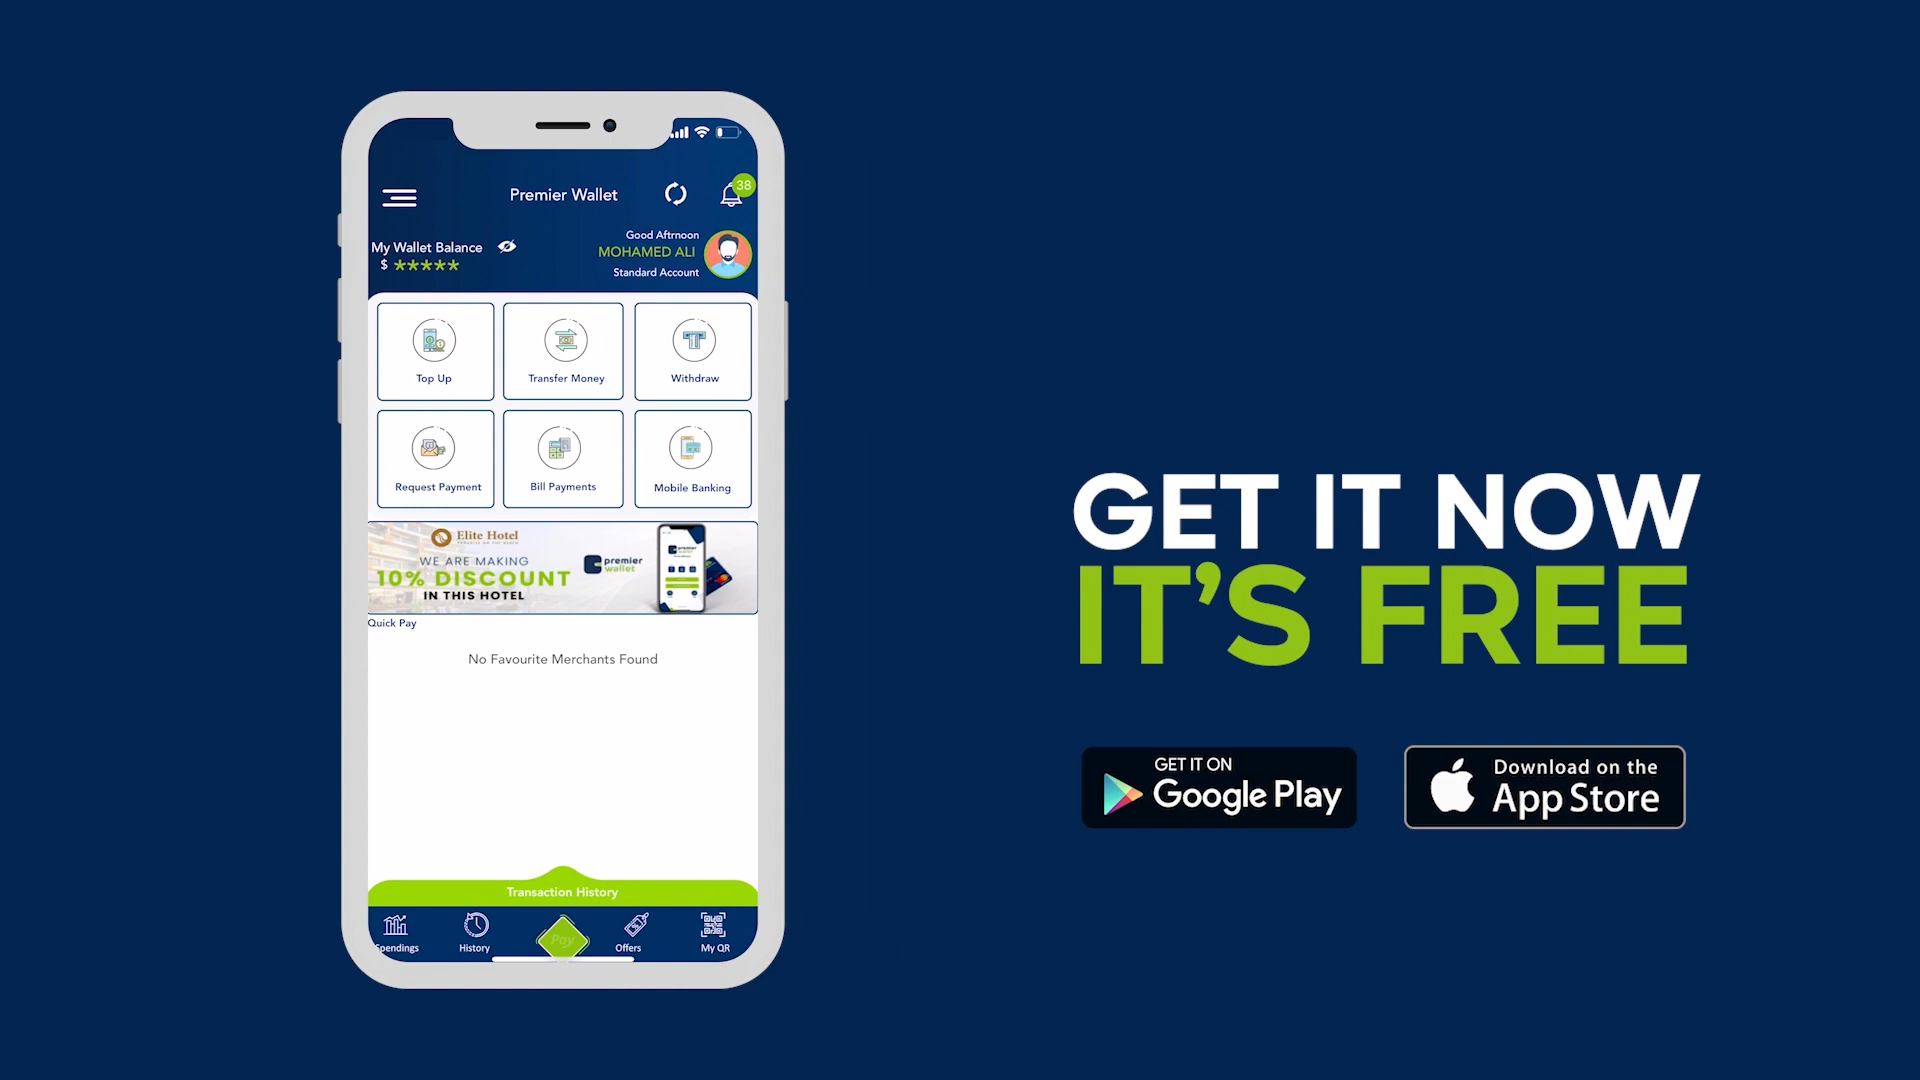 Premier Wallet
38
My Wallet Balance
$ *****
Good Aftrnoon
MOHAMED ALI
Standard Account
Top Up
Transfer Money
Withdraw
Request Payment
Bill Payments
Mobile Banking
Elite Hotel
WE ARE MAKING
10% DISCOUNT
IN THIS HOTEL
premier
wallet
premier
Quick Pay
No Favourite Merchants Found
Transaction History
Spendings
History
Pay
Offers
My QR
GET IT NOW
IT'S FREE
GET IT ON
Google Play
Download on the
App Store